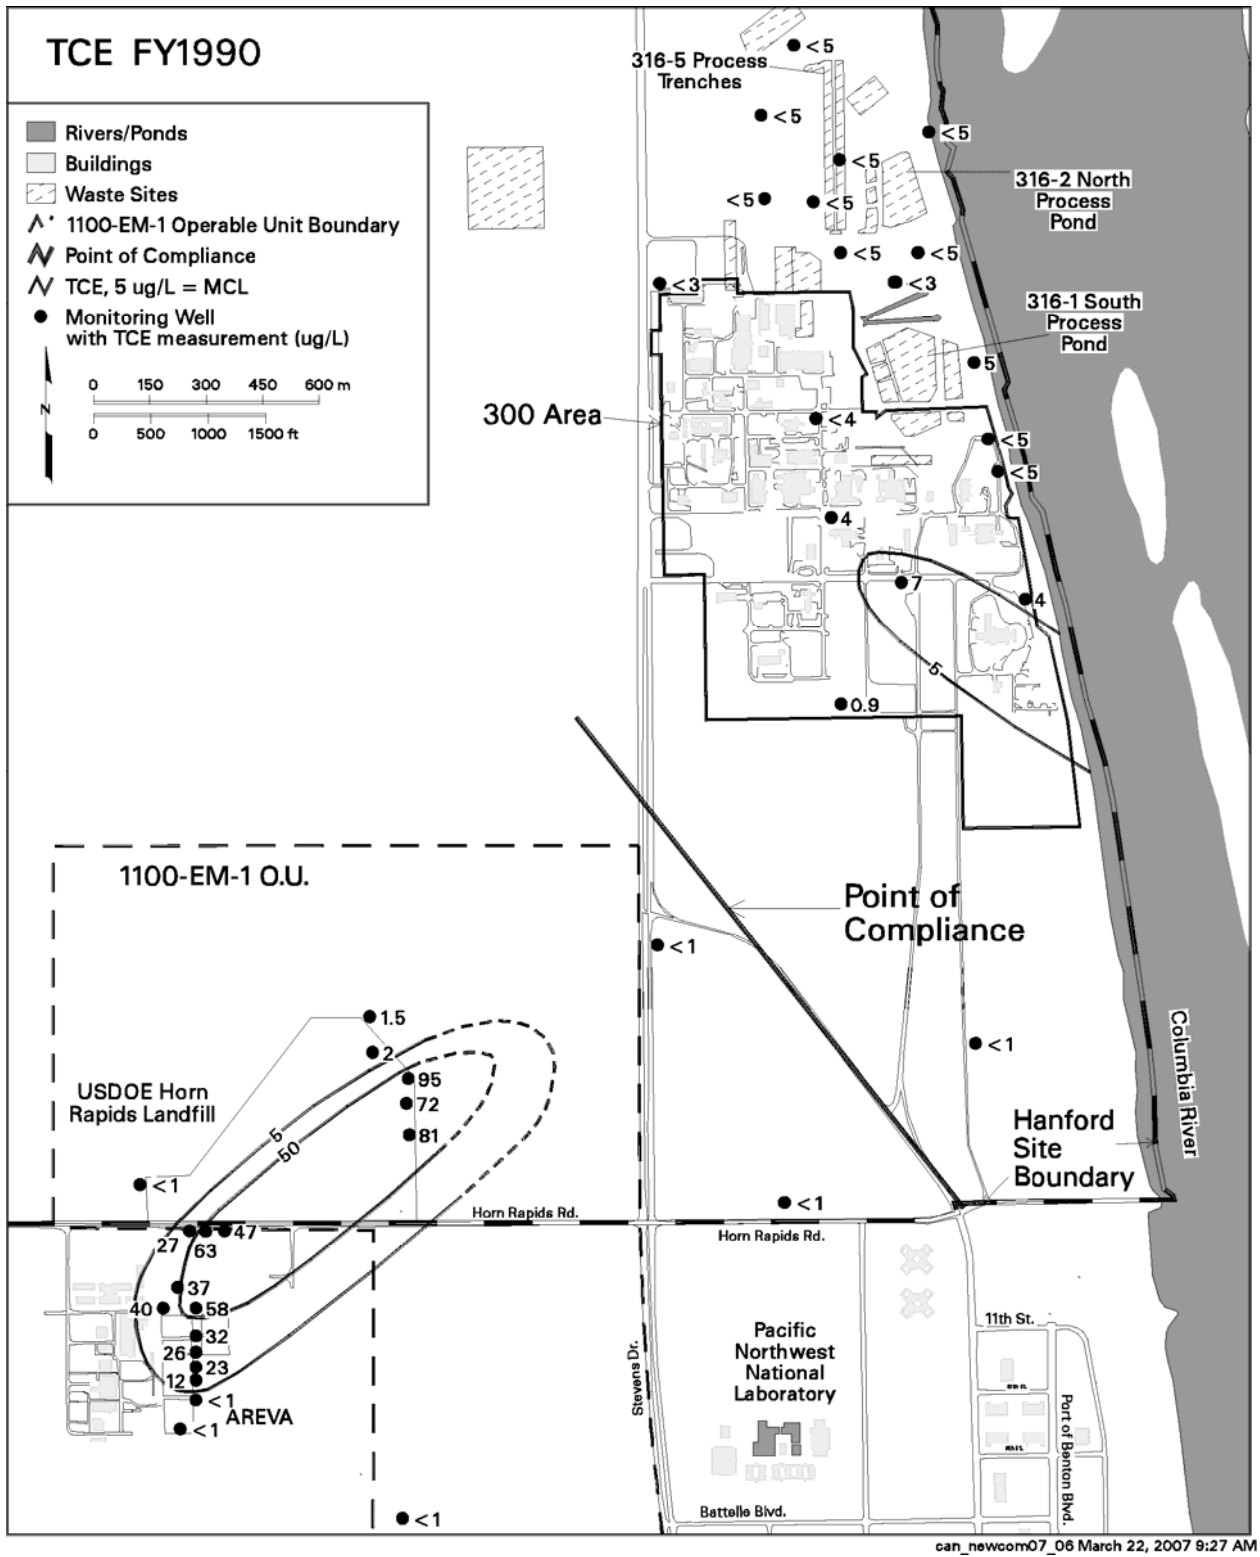 TCE FY1990
Rivers/Ponds
Buildings
Waste Sites
1100-EM-1 Operable Unit Boundary
Point of Compliance
TCE, 5 ug/L = MCL
Monitoring Well
with TCE measurement (ug/L)
N
0 150 300 450 600 m
0 500 1000 1500 ft
<5
316-5 Process
Trenches
<5
<5
<5
316-2 North
Process
Pond
<5
<5
<5
<5
<3
<3
316-1 South
Process
Pond
5
300 Area
<4
<5
<5
4
7
4
5
0.9
1100-EM-1 O.U.
Point of
Compliance
<1
1.5
<1
2
USDOE Horn
Rapids Landfill
95
72
81
5
50
Columbia River
Hanford
Site
Boundary
<1
<1
Horn Rapids Rd.
Horn Rapids Rd.
27
63
47
37
40
58
32
26
23
12
<1
AREVA
<1
11th St.
Pacific
Northwest
National
Laboratory
Stevens Dr.
Port of Benton Blvd.
Battelle Blvd.
<1
can_newcom07_06 March 22, 2007 9:27 AM